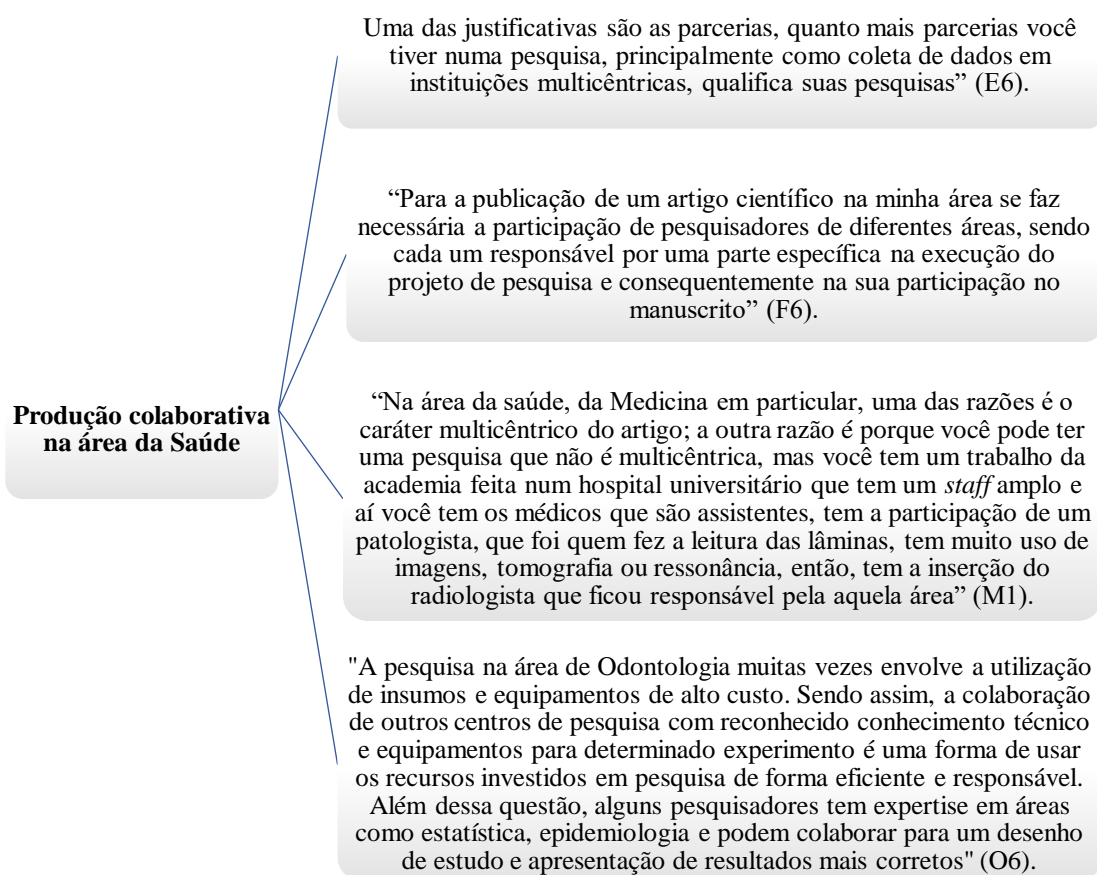 Uma das justificativas são as parcerias, quanto mais parcerias você
tiver numa pesquisa, principalmente como coleta de dados em
instituições multicêntricas, qualifica suas pesquisas” (E6).
“Para a publicação de um artigo científico na minha área se faz
necessária a participação de pesquisadores de diferentes áreas, sendo
cada um responsável por uma parte específica na execução do
projeto de pesquisa e consequentemente na sua participação no
manuscrito” (F6).
Produção colaborativa
na área da Saúde
“Na área da saúde, da Medicina em particular, uma das razões é o
caráter multicêntrico do artigo; a outra razão é porque você pode ter
uma pesquisa que não é multicêntrica, mas você tem um trabalho da
academia feita num hospital universitário que tem um staff amplo e
aí você tem os médicos que são assistentes, tem a participação de um
patologista, que foi quem fez a leitura das lâminas, tem muito uso de
imagens, tomografia ou ressonância, então, tem a inserção do
radiologista que ficou responsável pela aquela área” (M1).
"A pesquisa na área de Odontologia muitas vezes envolve a utilização
de insumos e equipamentos de alto custo. Sendo assim, a colaboração
de outros centros de pesquisa com reconhecido conhecimento técnico
e equipamentos para determinado experimento é uma forma de usar
os recursos investidos em pesquisa de forma eficiente e responsável.
Além dessa questão, alguns pesquisadores tem expertise em áreas
como estatística, epidemiologia e podem colaborar para um desenho
de estudo e apresentação de resultados mais corretos" (O6).